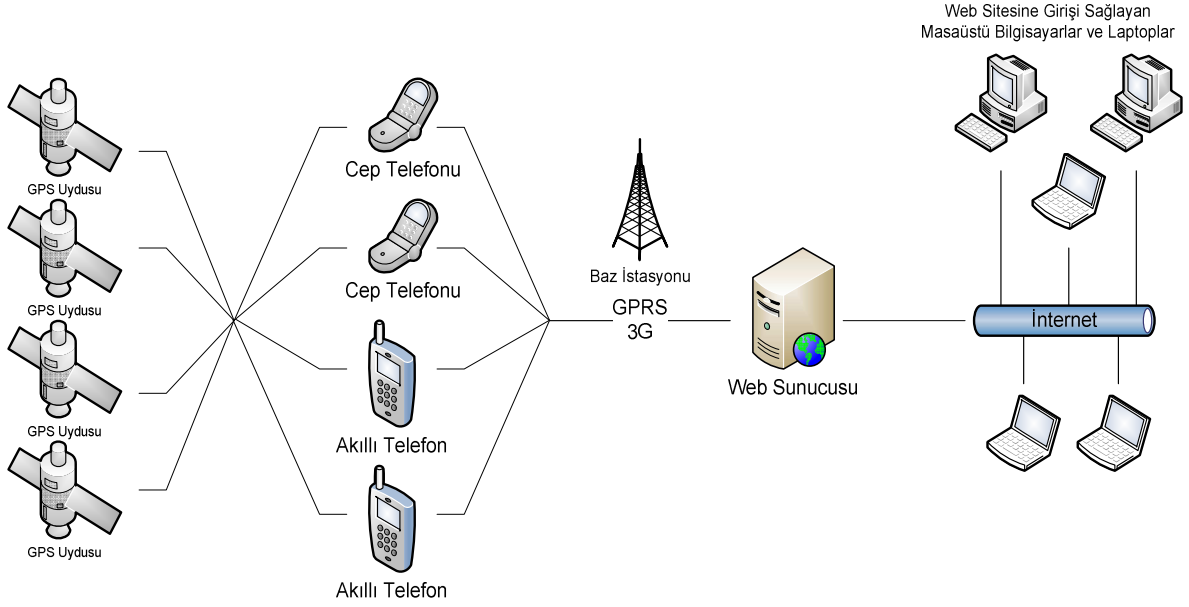 Web Sitesine Girişi Sağlayan
Masaüstü Bilgisayarlar ve Laptoplar
GPS Uydusu
GPS Uydusu
GPS Uydusu
GPS Uydusu
Cep Telefonu
Cep Telefonu
Akıllı Telefon
Akıllı Telefon
Baz İstasyonu
GPRS
3G
Web Sunucusu
İnternet